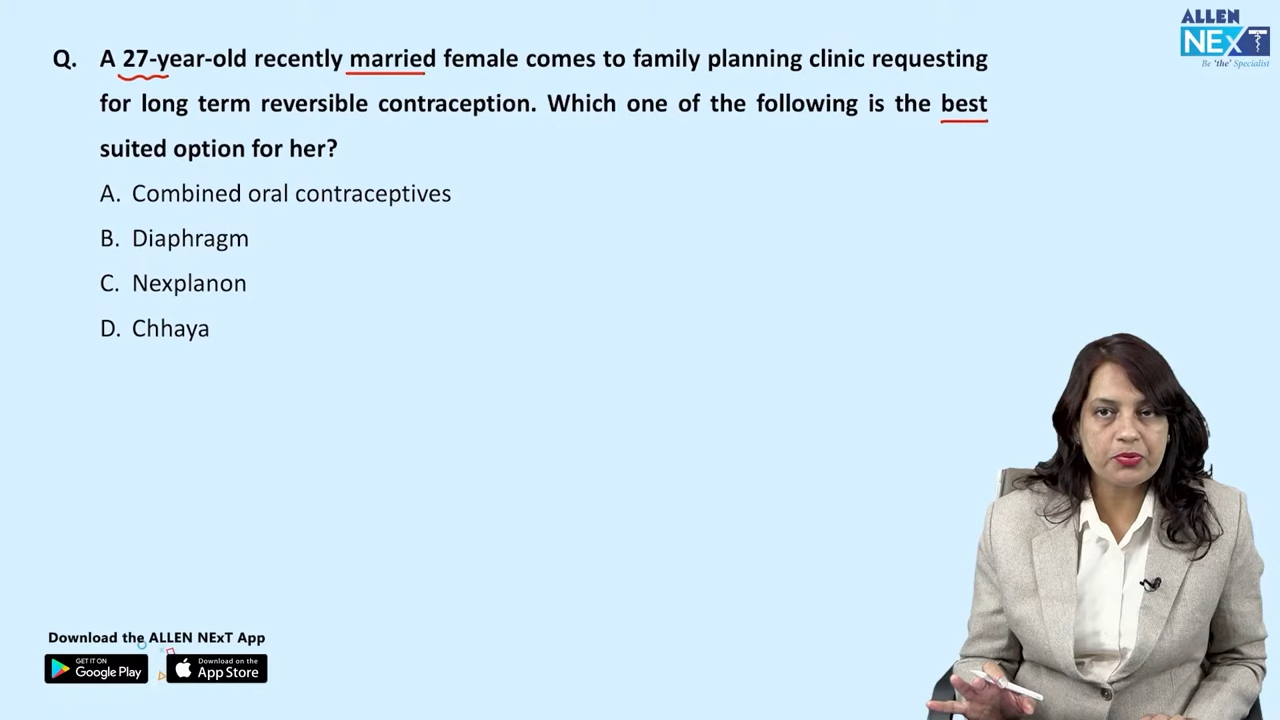 ALLEN
NEXT
Be 'the' Specialist
Q. A 27-year-old recently married female comes to family planning clinic requesting
for long term reversible contraception. Which one of the following is the best
suited option for her?
A. Combined oral contraceptives
B. Diaphragm
C. Nexplanon
D. Chhaya
Download the ALLEN NExT App
GET IT ON
Google Play
Download on the
App Store